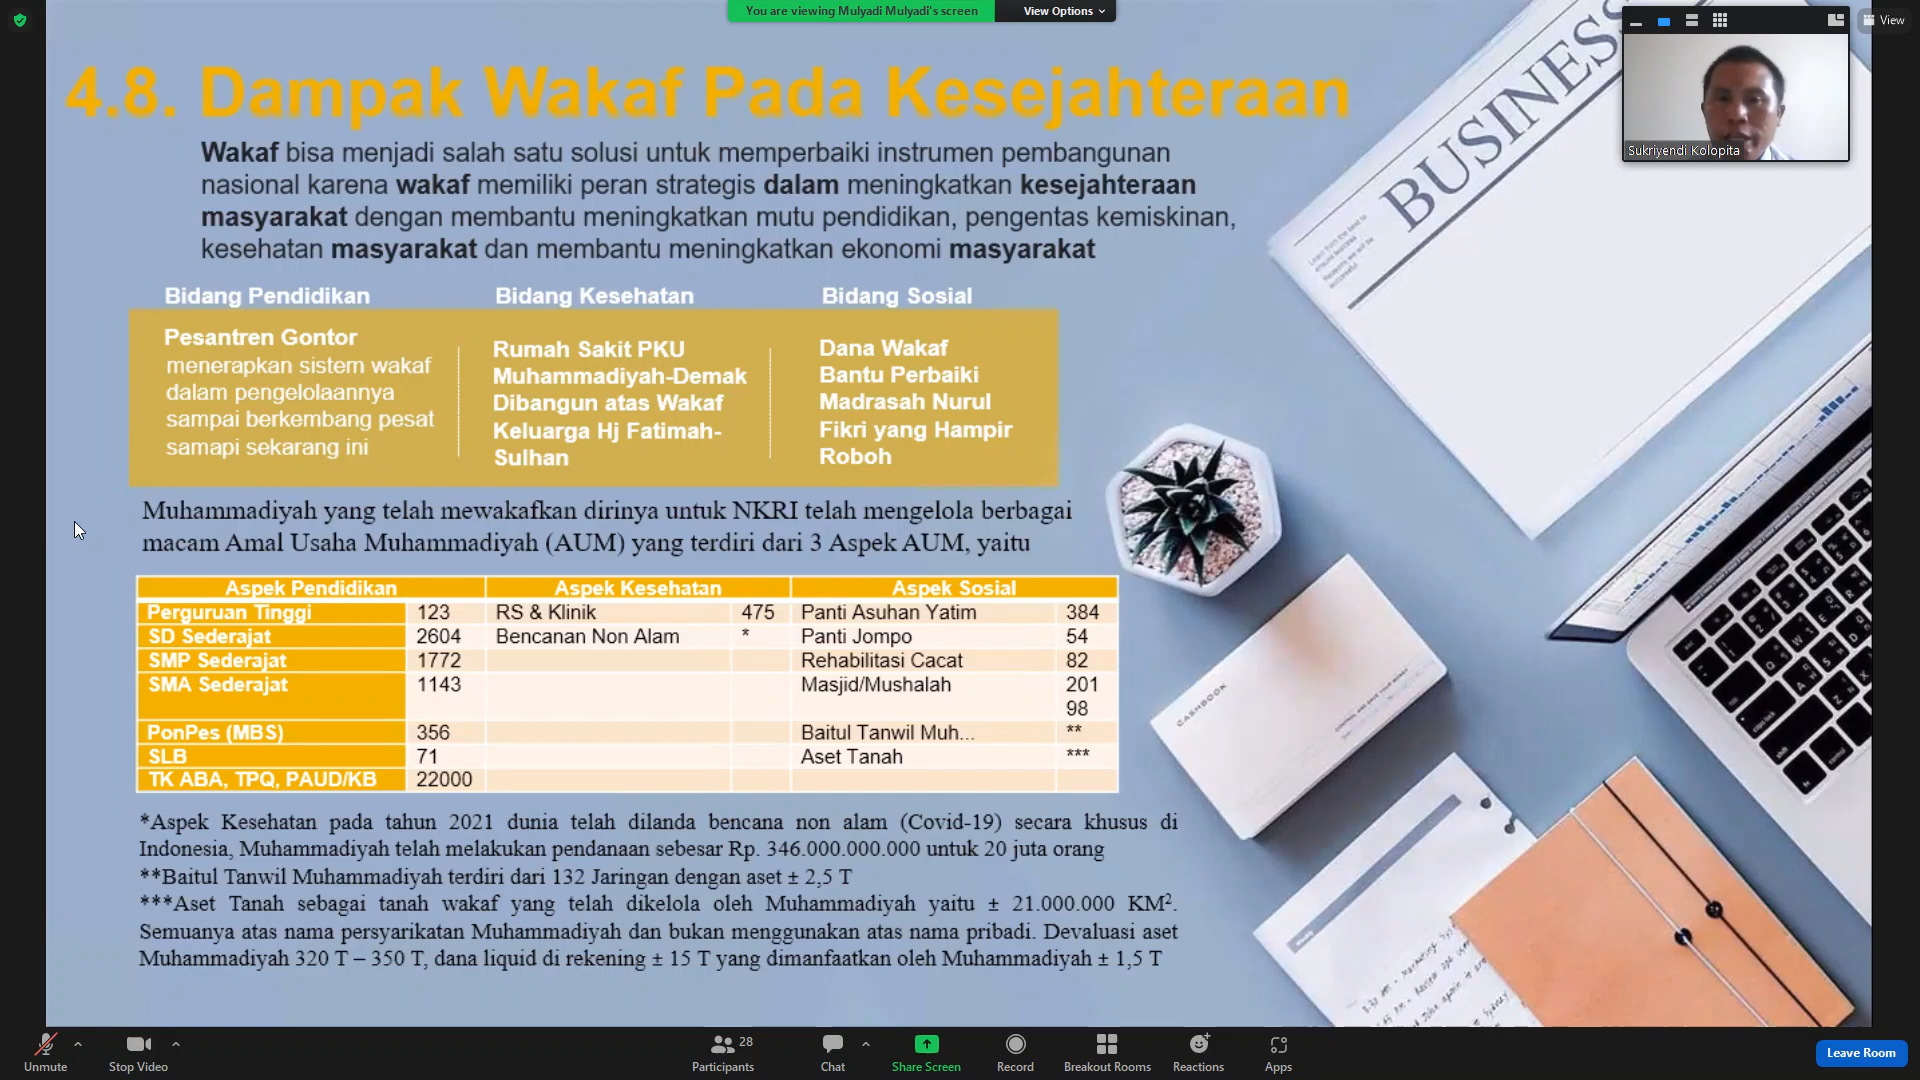 You are viewing Mulyadi Mulyadi's screen
View Options
View
Sukriyendi Kolopita
4.8. Dampak Wakaf Pada Kesejahteraan
Wakaf bisa menjadi salah satu solusi untuk memperbaiki instrumen pembangunan
nasional karena wakaf memiliki peran strategis dalam meningkatkan kesejahteraan
masyarakat dengan membantu meningkatkan mutu pendidikan, pengentas kemiskinan,
kesehatan masyarakat dan membantu meningkatkan ekonomi masyarakat
BUSINESS
Bidang Pendidikan
Pesantren Gontor
menerapkan sistem wakaf
dalam pengelolaannya
sampai berkembang pesat
samapi sekarang ini
Bidang Kesehatan
Rumah Sakit PKU
Muhammadiyah-Demak
Dibangun atas Wakaf
Keluarga Hj Fatimah-
Sulhan
Bidang Sosial
Dana Wakaf
Bantu Perbaiki
Madrasah Nurul
Fikri yang Hampir
Roboh
Muhammadiyah yang telah mewakafkan dirinya untuk NKRI telah mengelola berbagai
macam Amal Usaha Muhammadiyah (AUM) yang terdiri dari 3 Aspek AUM, yaitu
Aspek Pendidikan Aspek Kesehatan Aspek Sosial
Perguruan Tinggi 123 RS & Klinik 475 Panti Asuhan Yatim 384
SD Sederajat 2604 Bencanan Non Alam * Panti Jompo 54
SMP Sederajat 1772 Rehabilitasi Cacat 82
SMA Sederajat 1143 Masjid/Mushalah 201
98
PonPes (MBS) 356 Baitul Tanwil Muh... **
SLB 71 Aset Tanah ***
TK ABA, TPQ, PAUD/KB 22000
CASHBOOK
*Aspek Kesehatan pada tahun 2021 dunia telah dilanda bencana non alam (Covid-19) secara khusus di
Indonesia, Muhammadiyah telah melakukan pendanaan sebesar Rp. 346.000.000.000 untuk 20 juta orang
**Baitul Tanwil Muhammadiyah terdiri dari 132 Jaringan dengan aset ± 2,5 T
***Aset Tanah sebagai tanah wakaf yang telah dikelola oleh Muhammadiyah yaitu ± 21.000.000 KM².
Semuanya atas nama persyarikatan Muhammadiyah dan bukan menggunakan atas nama pribadi. Devaluasi aset
Muhammadiyah 320 T – 350 T, dana liquid di rekening ± 15 T yang dimanfaatkan oleh Muhammadiyah ± 1,5 T
Unmute
Stop Video
28
Participants
Chat
Share Screen
Record
Breakout Rooms
Reactions
Apps
Leave Room